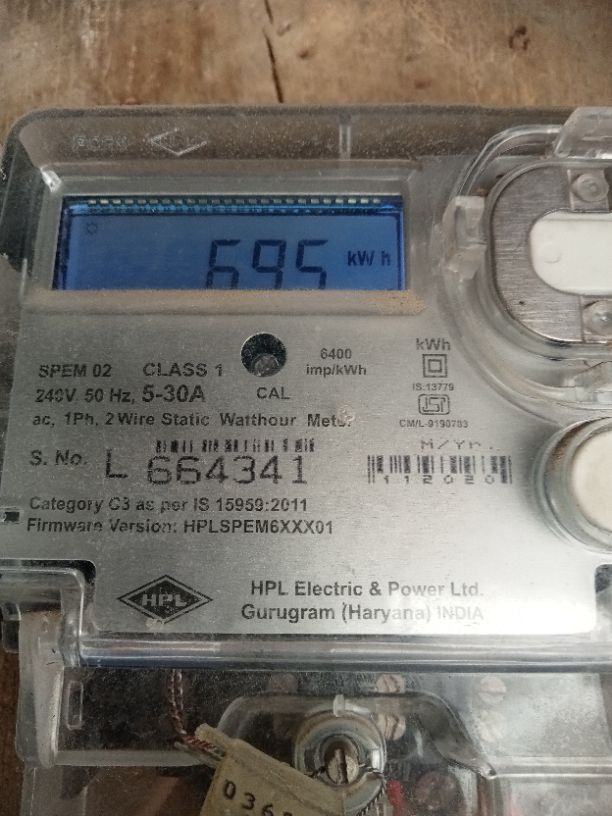 695 kWh
SPEM 02 CLASS 1
240V 50 Hz, 5-30A
ac, 1Ph, 2 Wire Static Watthour Meter
CAL
6400
imp/kWh
kWh
IS:13779
ISI
CM/L-9190703
S. No. L 664341
M/Yr.
112020
Category C3 as per IS 15959:2011
Firmware Version: HPLSPEM6XXX01
HPL
HPL Electric & Power Ltd.
Gurugram (Haryana) INDIA
036